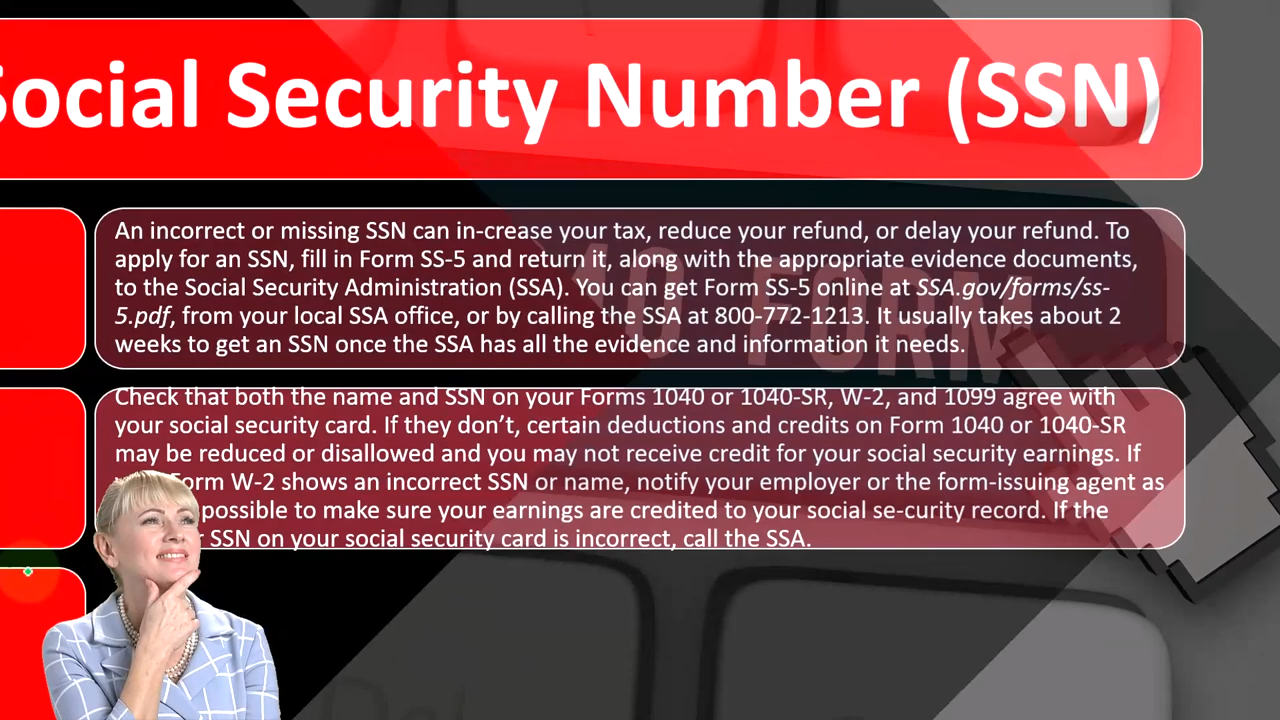 Social Security Number (SSN)
An incorrect or missing SSN can in-crease your tax, reduce your refund, or delay your refund. To
apply for an SSN, fill in Form SS-5 and return it, along with the appropriate evidence documents,
to the Social Security Administration (SSA). You can get Form SS-5 online at SSA.gov/forms/ss-
5.pdf, from your local SSA office, or by calling the SSA at 800-772-1213. It usually takes about 2
weeks to get an SSN once the SSA has all the evidence and information it needs.
Check that both the name and SSN on your Forms 1040 or 1040-SR, W-2, and 1099 agree with
your social security card. If they don’t, certain deductions and credits on Form 1040 or 1040-SR
may be reduced or disallowed and you may not receive credit for your social security earnings. If
Form W-2 shows an incorrect SSN or name, notify your employer or the form-issuing agent as
possible to make sure your earnings are credited to your social se-curity record. If the
SSN on your social security card is incorrect, call the SSA.
FORM